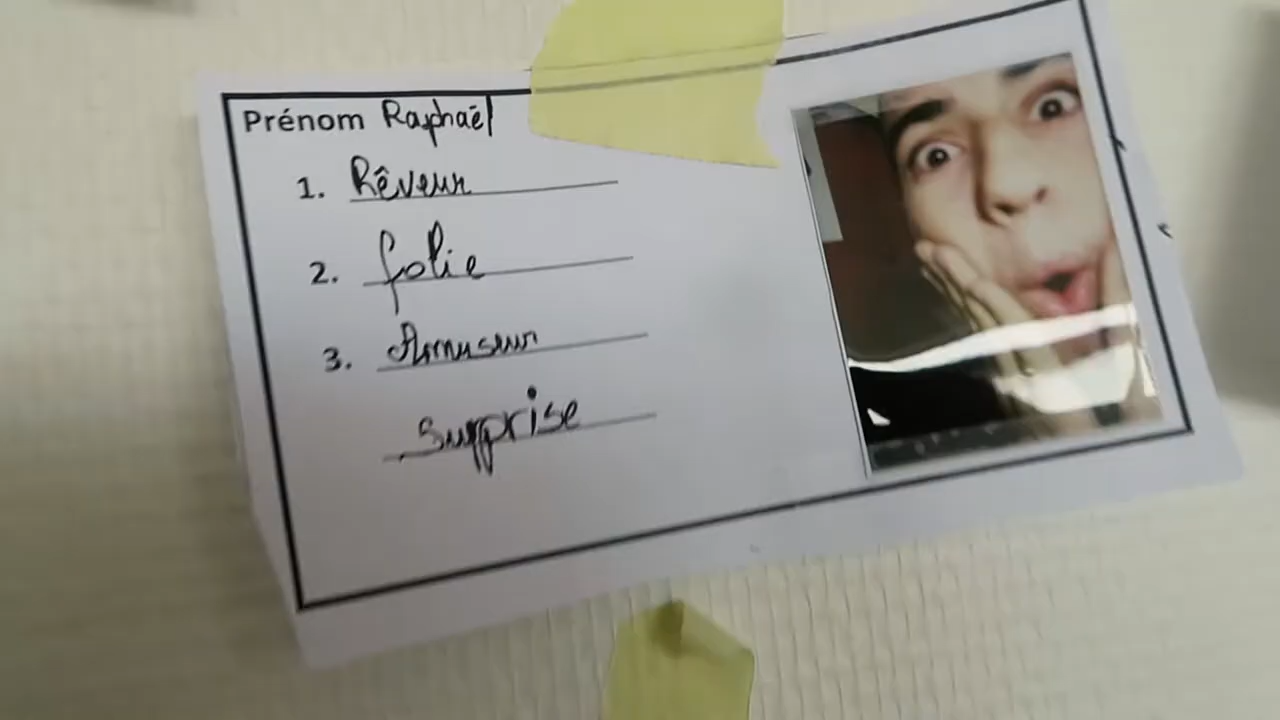 Prénom Raphaël
1. Rêveur
2. folie
3. Amuseur
Surprise